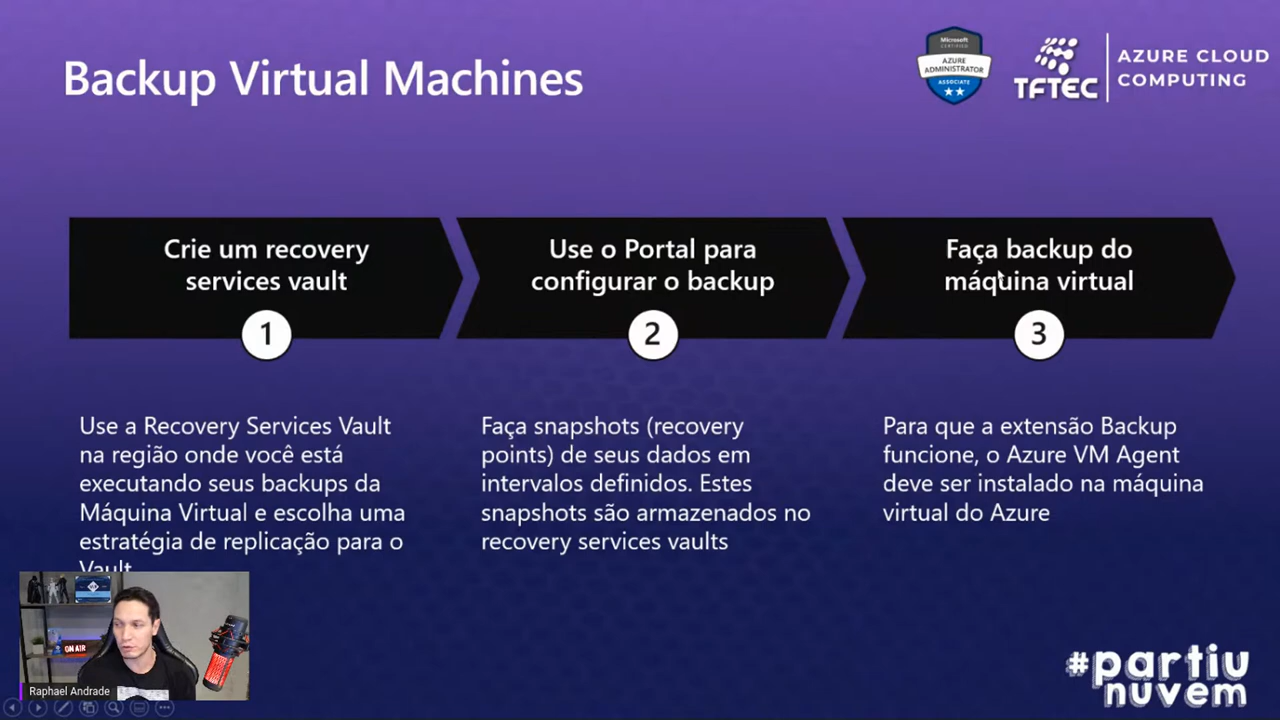 Backup Virtual Machines
Microsoft
CERTIFIED
AZURE
ADMINISTRATOR
ASSOCIATE
TFTEC
AZURE CLOUD
COMPUTING
Crie um recovery
services vault
1
Use o Portal para
configurar o backup
2
Faça backup do
máquina virtual
3
Use a Recovery Services Vault
na região onde você está
executando seus backups da
Máquina Virtual e escolha uma
estratégia de replicação para o
Vault
Faça snapshots (recovery
points) de seus dados em
intervalos definidos. Estes
snapshots são armazenados no
recovery services vaults
Para que a extensão Backup
funcione, o Azure VM Agent
deve ser instalado na máquina
virtual do Azure
ON AIR
Raphael Andrade
#partiu
nuvem